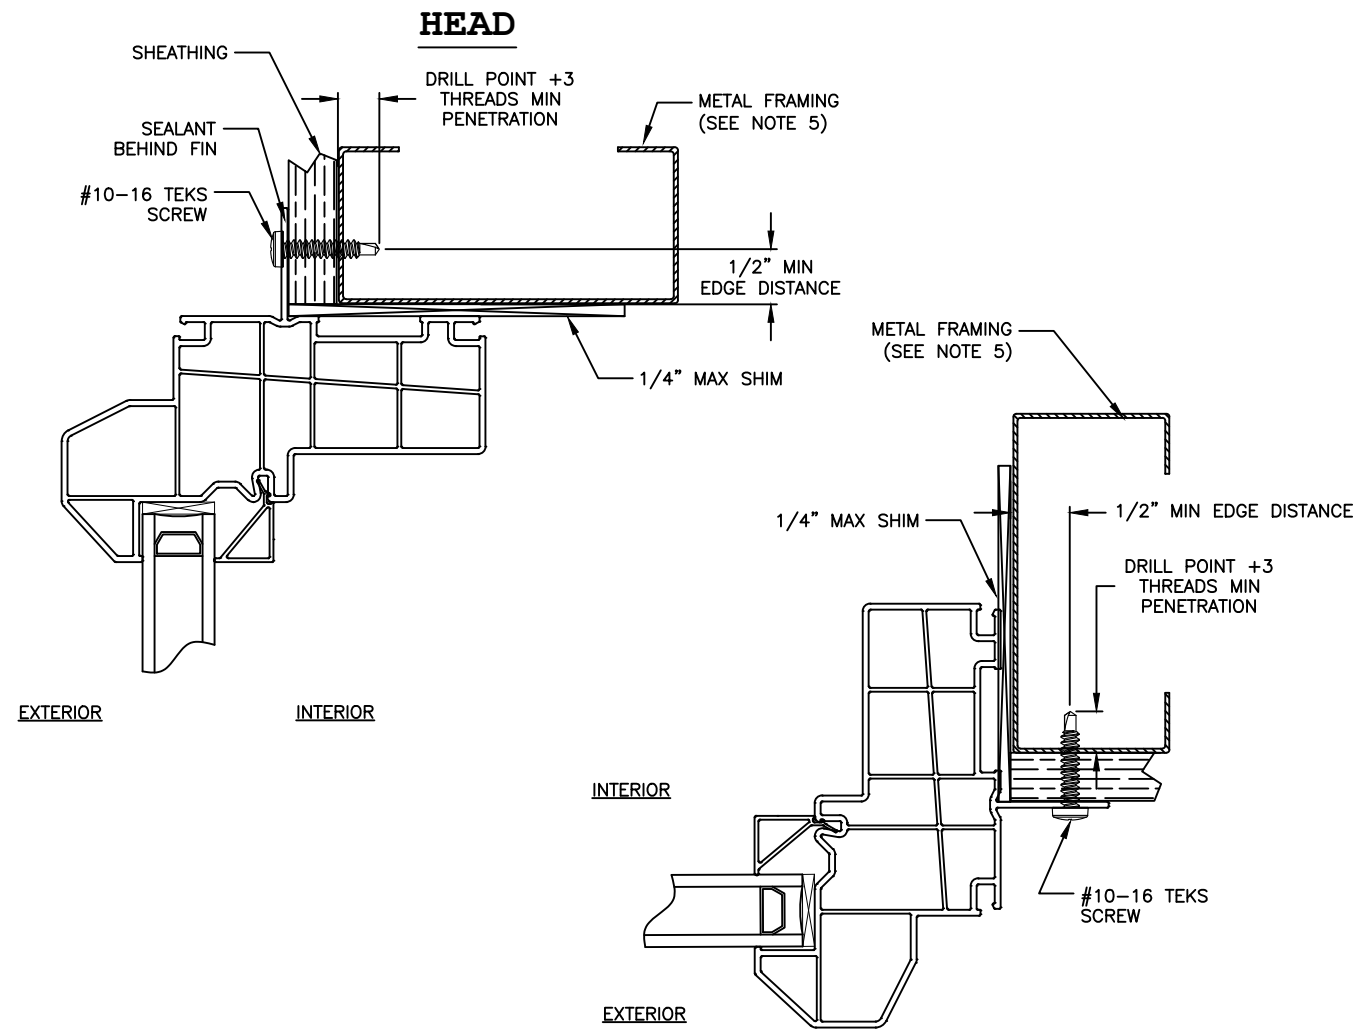 HEAD
SHEATHING
DRILL POINT +3
THREADS MIN
PENETRATION
METAL FRAMING
(SEE NOTE 5)
SEALANT
BEHIND FIN
#10-16 TEKS
SCREW
1/2" MIN
EDGE DISTANCE
1/4" MAX SHIM
METAL FRAMING
(SEE NOTE 5)
1/4" MAX SHIM
1/2" MIN EDGE DISTANCE
DRILL POINT +3
THREADS MIN
PENETRATION
EXTERIOR
INTERIOR
INTERIOR
#10-16 TEKS
SCREW
EXTERIOR